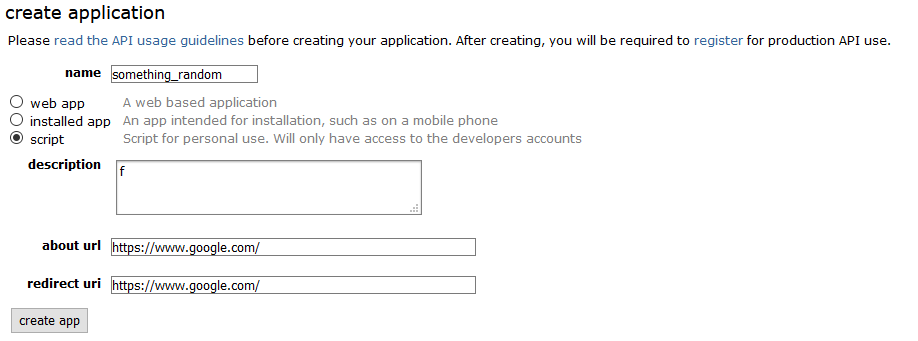 create application
Please read the API usage guidelines before creating your application. After creating, you will be required to register for production API use.
name something_random
web app A web based application
installed app An app intended for installation, such as on a mobile phone
script Script for personal use. Will only have access to the developers accounts
description f
about url https://www.google.com/
redirect uri https://www.google.com/
create app